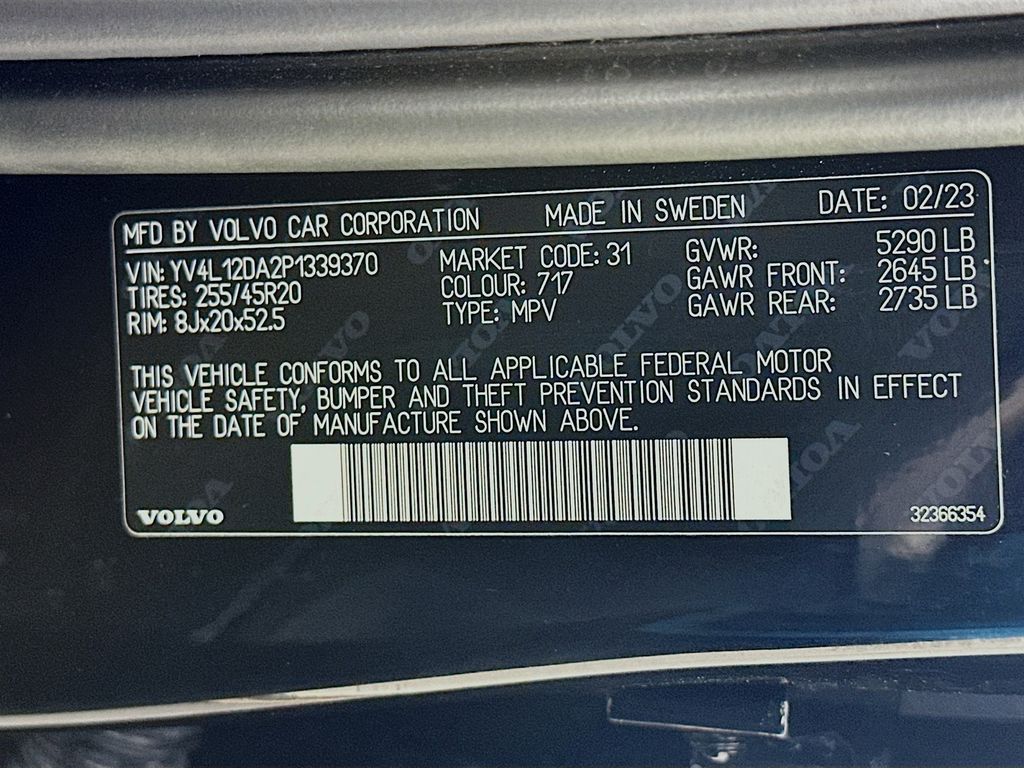 MFD BY VOLVO CAR CORPORATION MADE IN SWEDEN DATE: 02/23
VIN: YV4L12DA2P1339370 MARKET CODE: 31 GVWR: 5290 LB
TIRES: 255/45R20 COLOUR: 717 GAWR FRONT: 2645 LB
RIM: 8Jx20x52.5 TYPE: MPV GAWR REAR: 2735 LB
THIS VEHICLE CONFORMS TO ALL APPLICABLE FEDERAL MOTOR
VEHICLE SAFETY, BUMPER AND THEFT PREVENTION STANDARDS IN EFFECT
ON THE DATE OF MANUFACTURE SHOWN ABOVE.
VOLVO 32366354